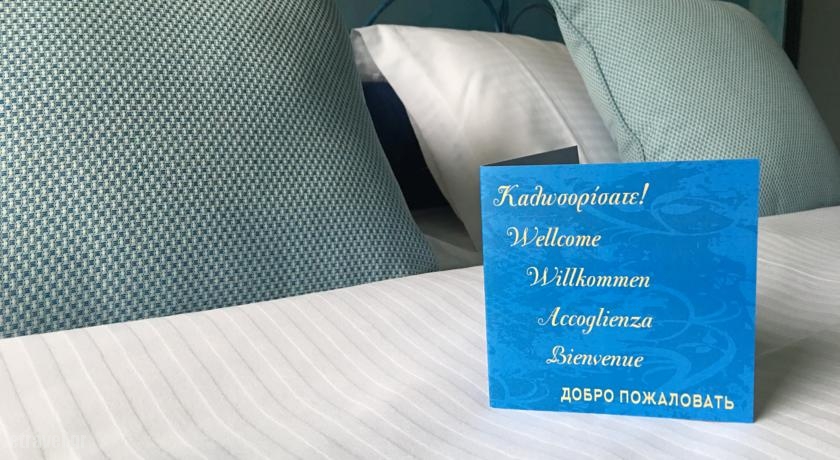 Καλωσορίσατε!
Wellcome
Willkommen
Accoglienza
Bienvenue
ДОБРО ПОЖАЛОВАТЬ